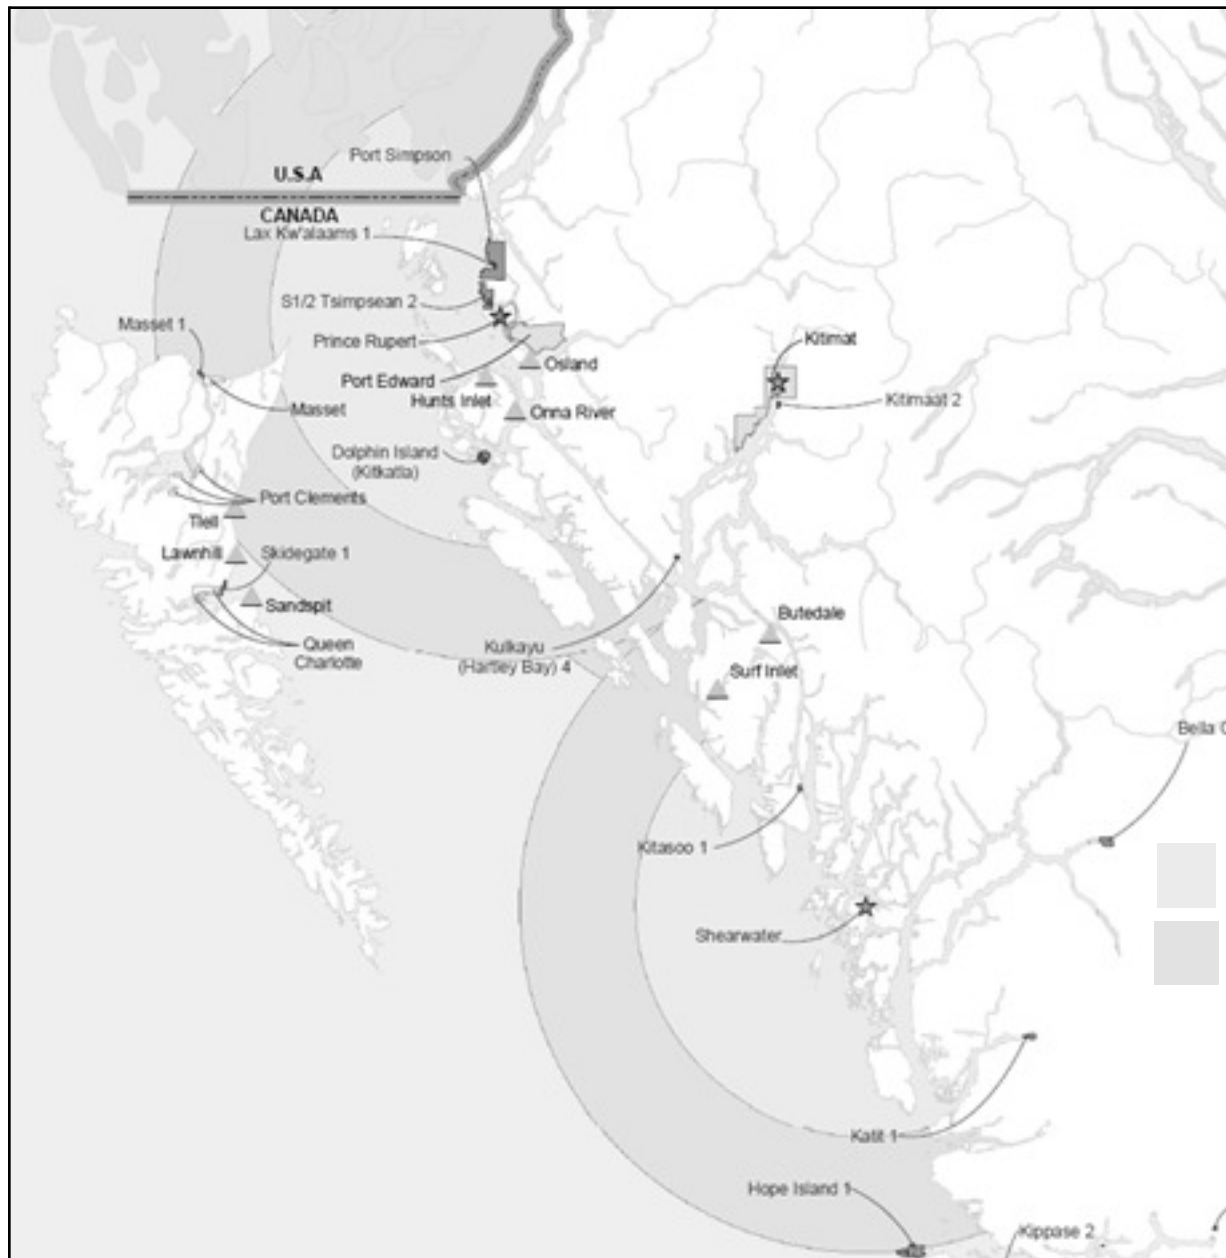 Port Simpson
U.S.A
CANADA
Lax Kw'alaams 1
S1/2 Tsimpsean 2
Masset 1
Prince Rupert
Kitimat
Osland
Port Edward
Hunts Inlet
Kitimaat 2
Masset
Onna River
Dolphin Island
(Kitkatla)
Port Clements
Tlell
Lawnhill
Skidegate 1
Sandspit
Butedale
Queen
Charlotte
Kulkayu
(Hartley Bay) 4
Surf Inlet
Bella C
Kitasoo 1
Shearwater
Katit 1
Hope Island 1
Kippase 2